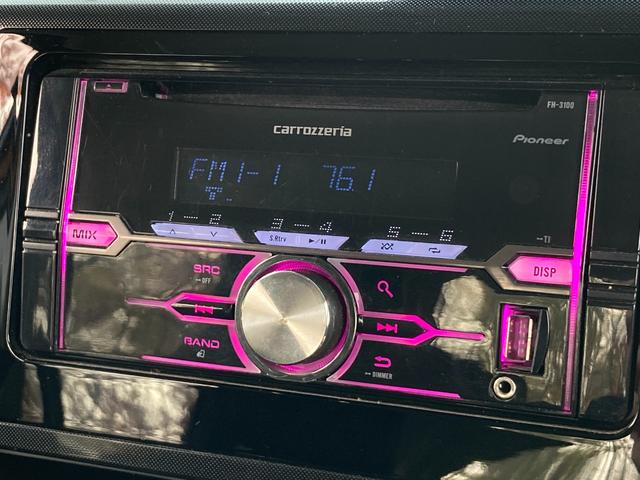 FH-3100
carrozzeria
Pioneer
FM1-1 76.1
1 2 3 4 5 6
S.Rtrv
MIX
DISP
SRC
OFF
BAND
DIMMER